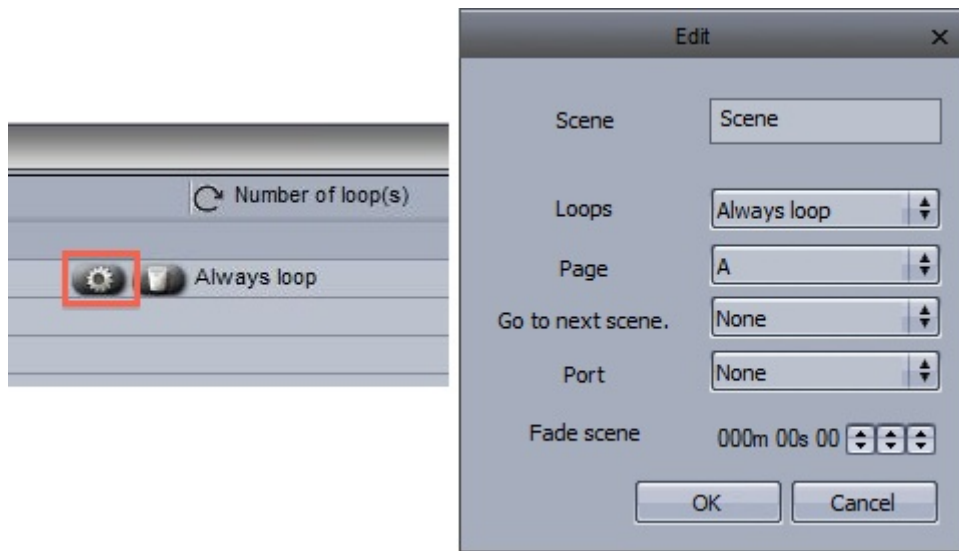 Number of loop(s)
Always loop
Edit
Scene Scene
Loops Always loop
Page A
Go to next scene. None
Port None
Fade scene 000m 00s 00
OK Cancel